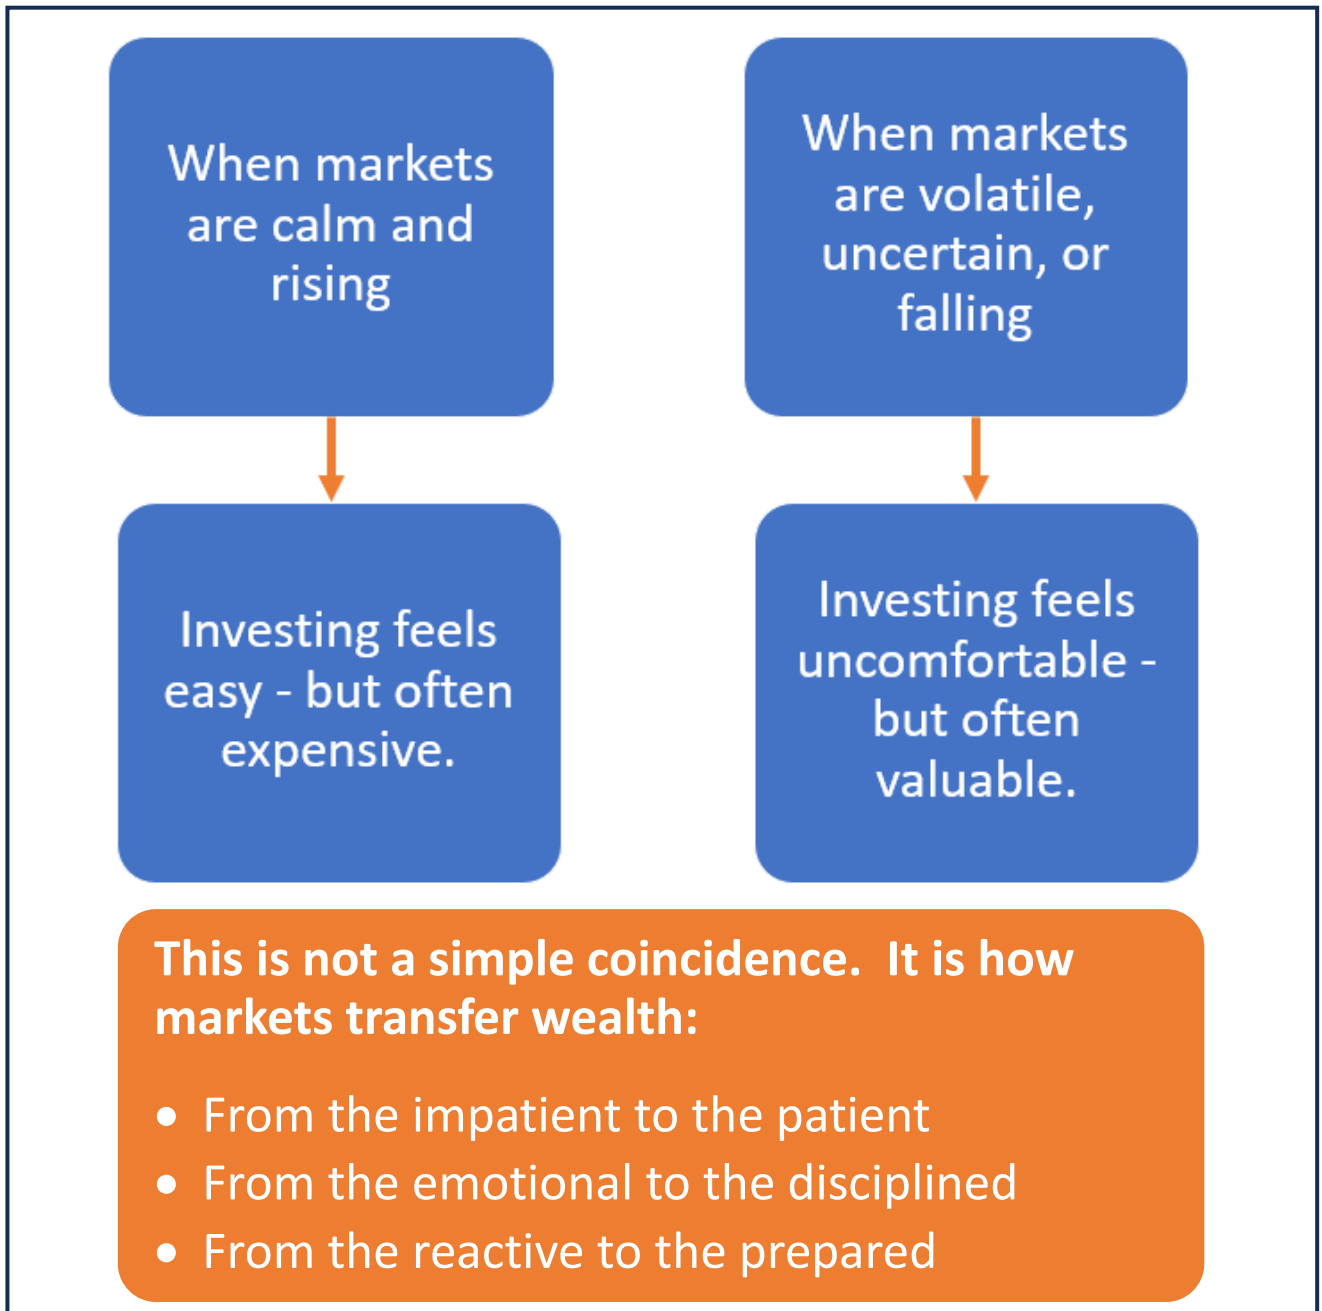 When markets
are calm and
rising
When markets
are volatile,
uncertain, or
falling
Investing feels
easy - but often
expensive.
Investing feels
uncomfortable -
but often
valuable.
This is not a simple coincidence.  It is how
markets transfer wealth:
• From the impatient to the patient
• From the emotional to the disciplined
• From the reactive to the prepared